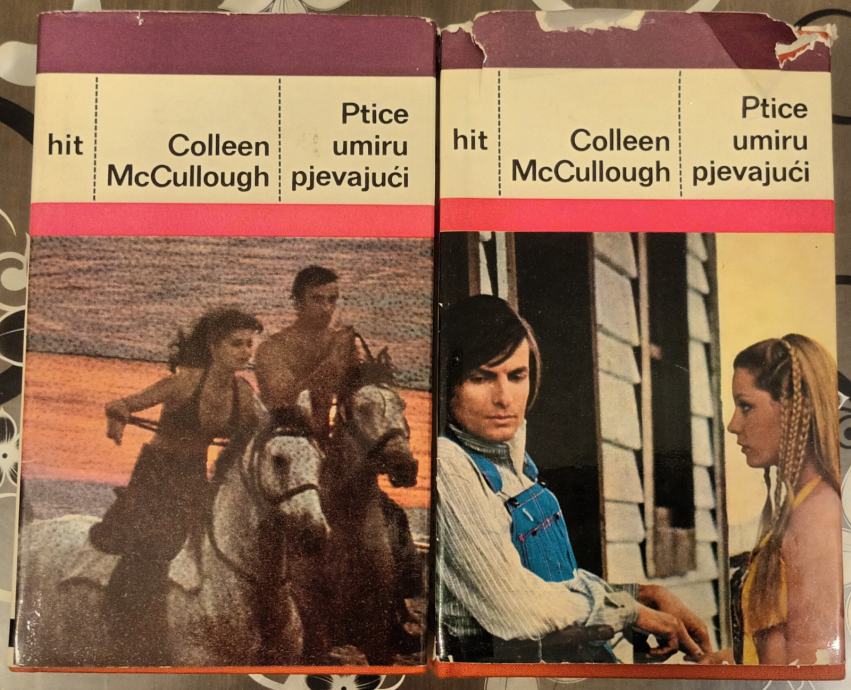 hit
Colleen
McCullough
Ptice
umiru
pjevajući
hit
Colleen
McCullough
Ptice
umiru
pjevajući